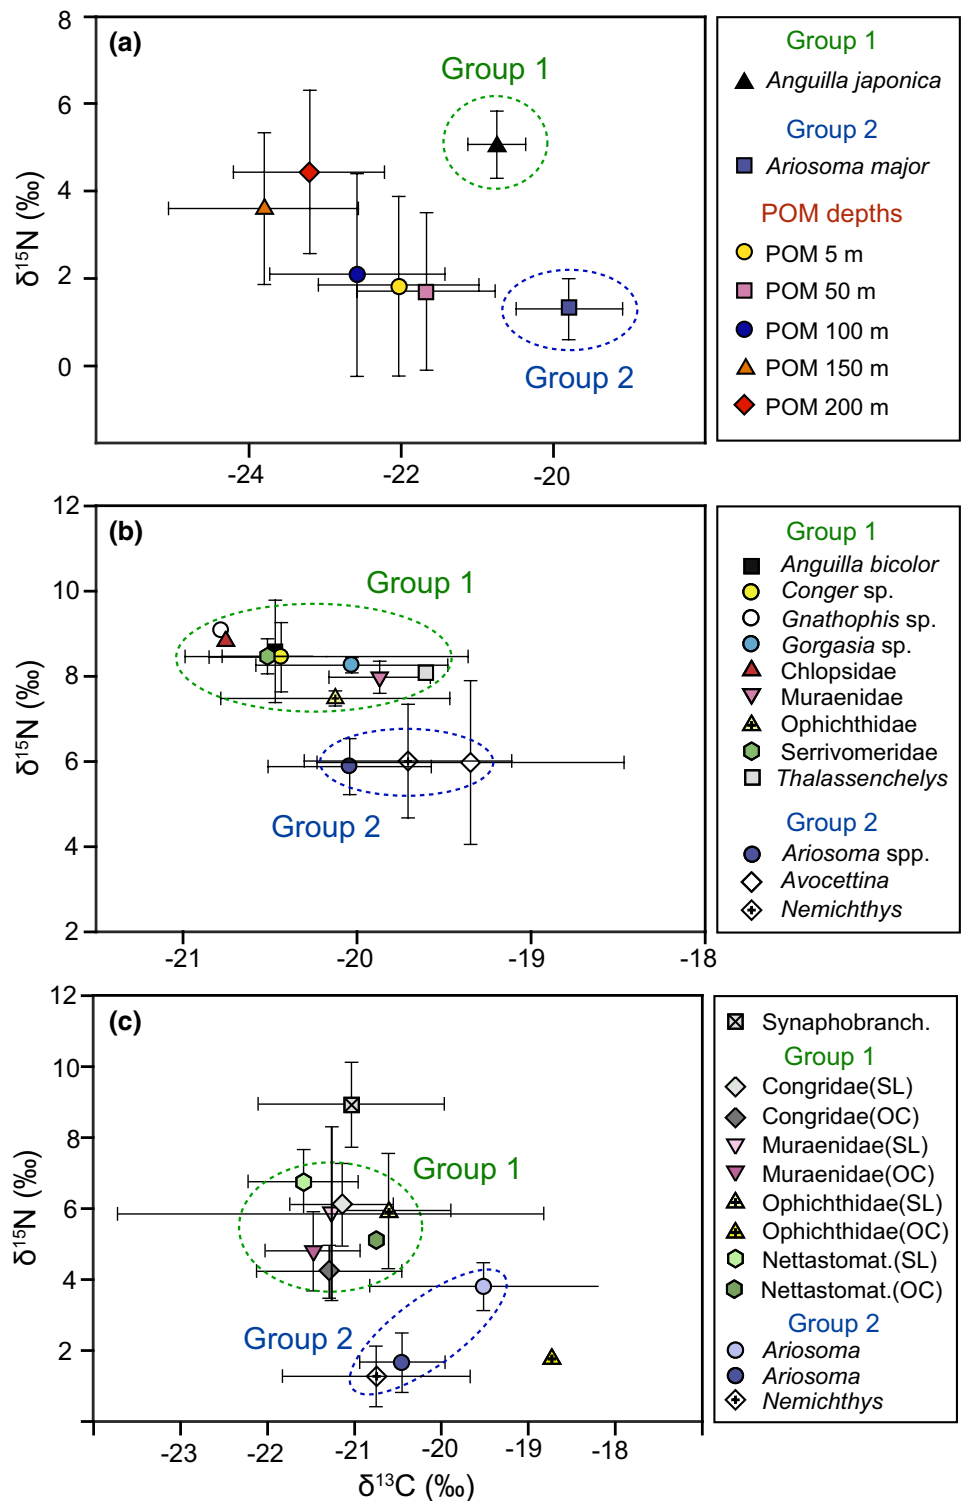 (a)
8
6
4
2
0
δ15N (‰)
-24
-22
-20
Group 1
Group 2
Group 1
Anguilla japonica
Group 2
Ariosoma major
POM depths
POM 5 m
POM 50 m
POM 100 m
POM 150 m
POM 200 m
(b)
12
10
8
6
4
2
δ15N (‰)
-21
-20
-19
-18
Group 1
Group 2
Group 1
Anguilla bicolor
Conger sp.
Gnathophis sp.
Gorgasia sp.
Chlopsidae
Muraenidae
Ophichthidae
Serrivomeridae
Thalassenchelys
Group 2
Ariosoma spp.
Avocettina
Nemichthys
(c)
12
10
8
6
4
2
δ15N (‰)
-23
-22
-21
-20
-19
-18
δ13C (‰)
Group 1
Group 2
Synaphobranch.
Group 1
Congridae(SL)
Congridae(OC)
Muraenidae(SL)
Muraenidae(OC)
Ophichthidae(SL)
Ophichthidae(OC)
Nettastomat.(SL)
Nettastomat.(OC)
Group 2
Ariosoma
Ariosoma
Nemichthys